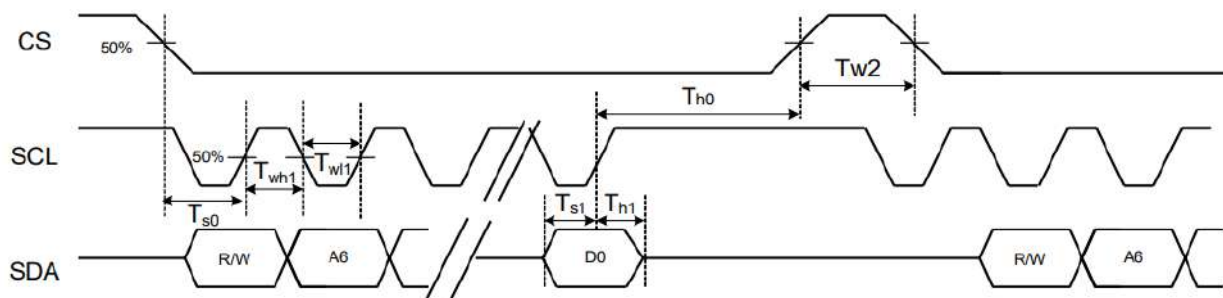 CS
50%
Tw2
Th0
SCL
50%
Twh1
Twl1
Ts0
Ts1
Th1
SDA
R/W
A6
D0
R/W
A6